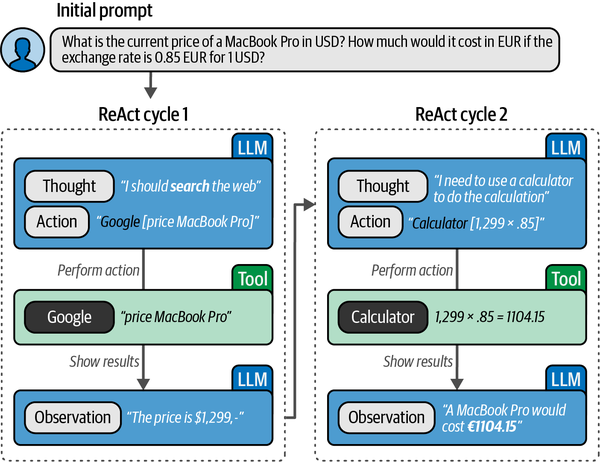 Initial prompt
What is the current price of a MacBook Pro in USD? How much would it cost in EUR if the
exchange rate is 0.85 EUR for 1 USD?
ReAct cycle 1
LLM
Thought "I should search the web"
Action "Google [price MacBook Pro]"
Perform action
Tool
Google "price MacBook Pro"
Show results
LLM
Observation "The price is $1,299,-"
ReAct cycle 2
LLM
Thought "I need to use a calculator
to do the calculation"
Action "Calculator [1,299 × .85]"
Perform action
Tool
Calculator 1,299 × .85 = 1104.15
Show results
LLM
Observation "A MacBook Pro would
cost €1104.15"